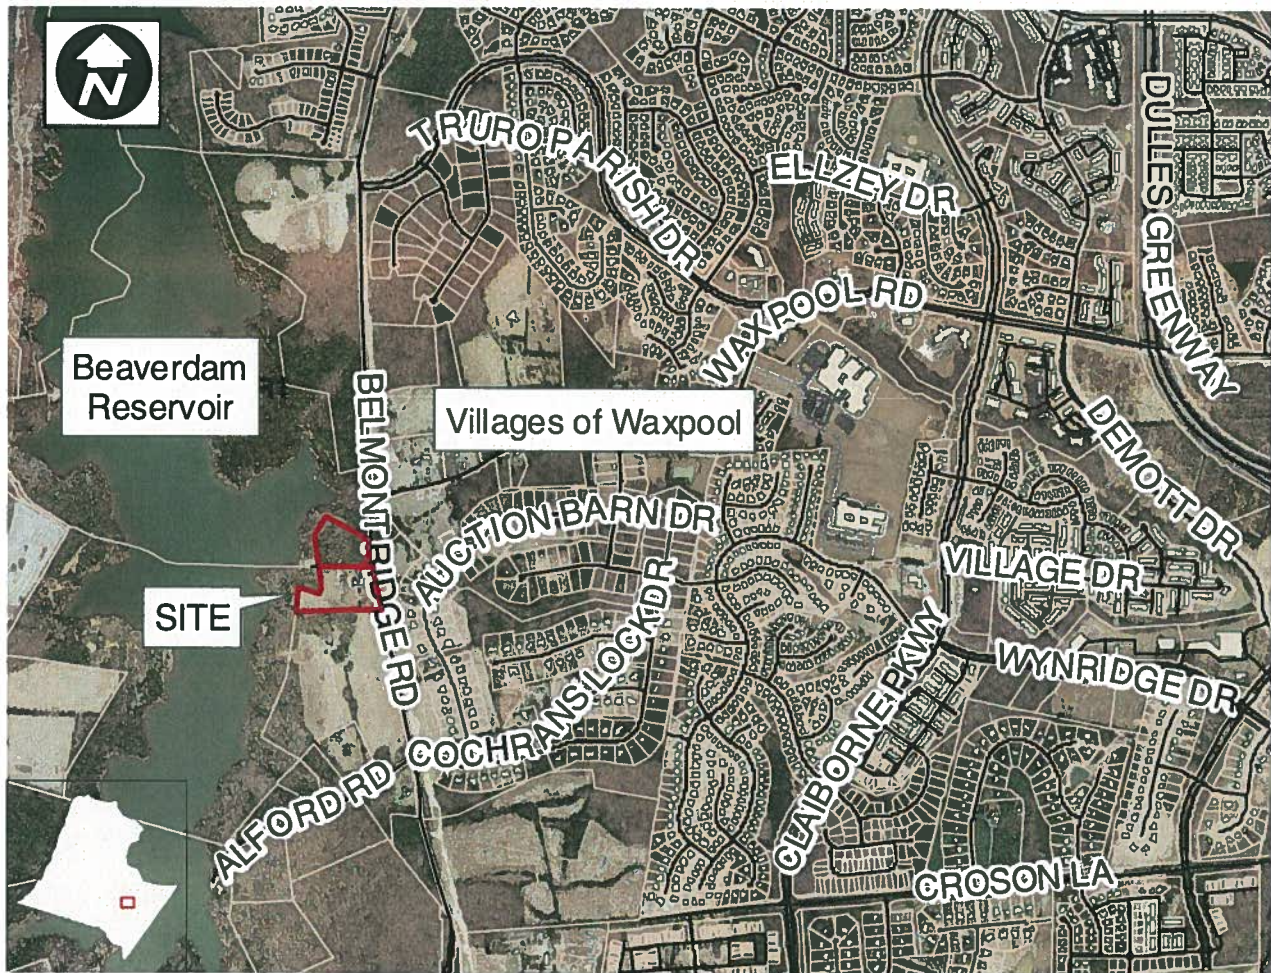 N
TRURO PARISH DR
ELLZEY DR
DULLES GREENWAY
WAXPOOL RD
Beaverdam
Reservoir
BELMONT RIDGE RD
Villages of Waxpool
DEMOTT DR
AUCTION BARN DR
VILLAGE DR
SITE
COCHRANS LOCK DR
CLAIBORNE PKWY
WYNRIDGE DR
ALFORD RD
CROSON LA